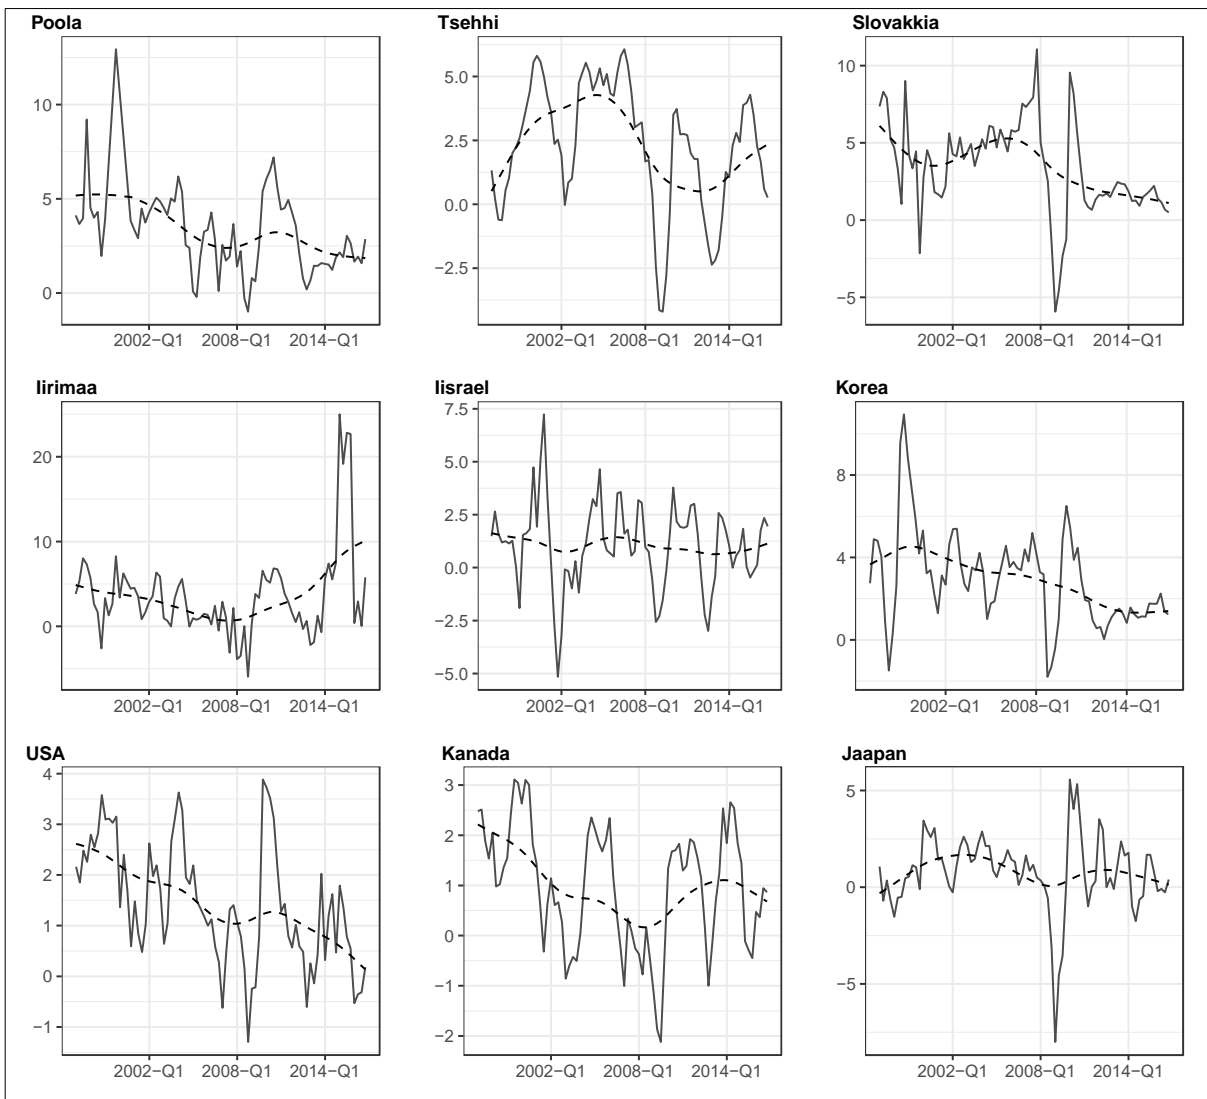 Poola
Tsehhi
Slovakkia
10
5
0
2002−Q1 2008−Q1 2014−Q1
5.0
2.5
0.0
−2.5
2002−Q1 2008−Q1 2014−Q1
10
5
0
−5
2002−Q1 2008−Q1 2014−Q1
Iirimaa
Iisrael
Korea
20
10
0
2002−Q1 2008−Q1 2014−Q1
7.5
5.0
2.5
0.0
−2.5
−5.0
2002−Q1 2008−Q1 2014−Q1
8
4
0
2002−Q1 2008−Q1 2014−Q1
USA
Kanada
Jaapan
4
3
2
1
0
−1
2002−Q1 2008−Q1 2014−Q1
3
2
1
0
−1
−2
2002−Q1 2008−Q1 2014−Q1
5
0
−5
2002−Q1 2008−Q1 2014−Q1